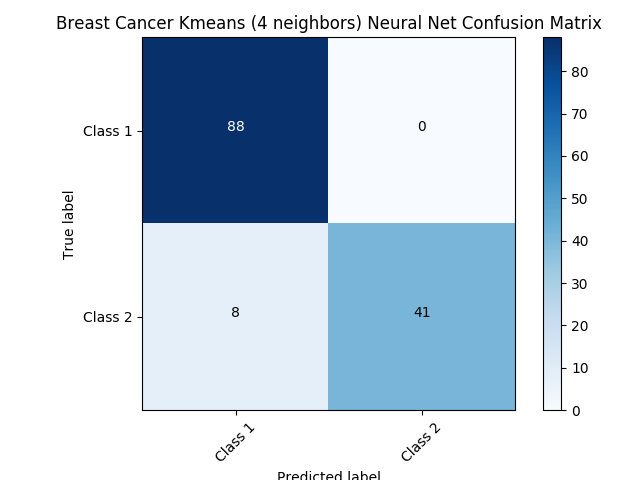 Breast Cancer Kmeans (4 neighbors) Neural Net Confusion Matrix
True label
Class 1
88
0
Class 2
8
41
Class 1
Class 2
Predicted label
80
70
60
50
40
30
20
10
0